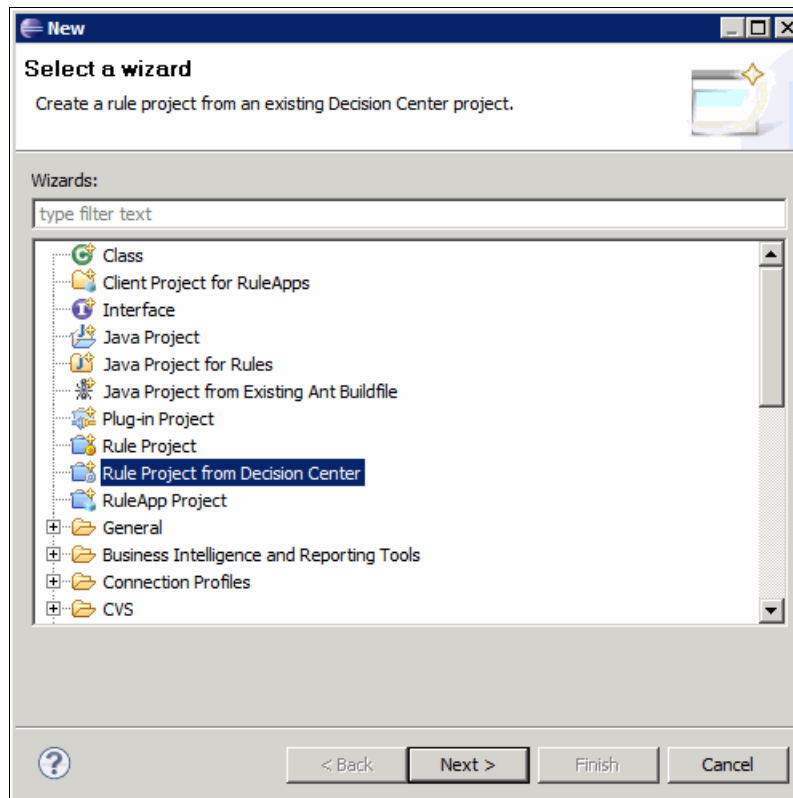 New
Select a wizard
Create a rule project from an existing Decision Center project.
Wizards:
type filter text
Class
Client Project for RuleApps
Interface
Java Project
Java Project for Rules
Java Project from Existing Ant Buildfile
Plug-in Project
Rule Project
Rule Project from Decision Center
RuleApp Project
General
Business Intelligence and Reporting Tools
Connection Profiles
CVS
? < Back Next > Finish Cancel